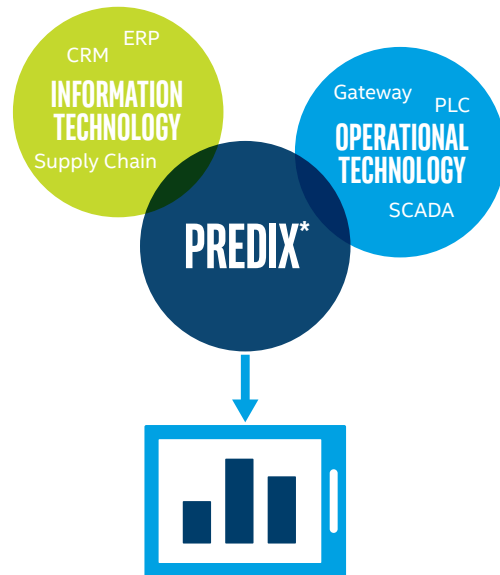 ERP
CRM
INFORMATION
TECHNOLOGY
Supply Chain
Gateway
PLC
OPERATIONAL
TECHNOLOGY
SCADA
PREDIX*